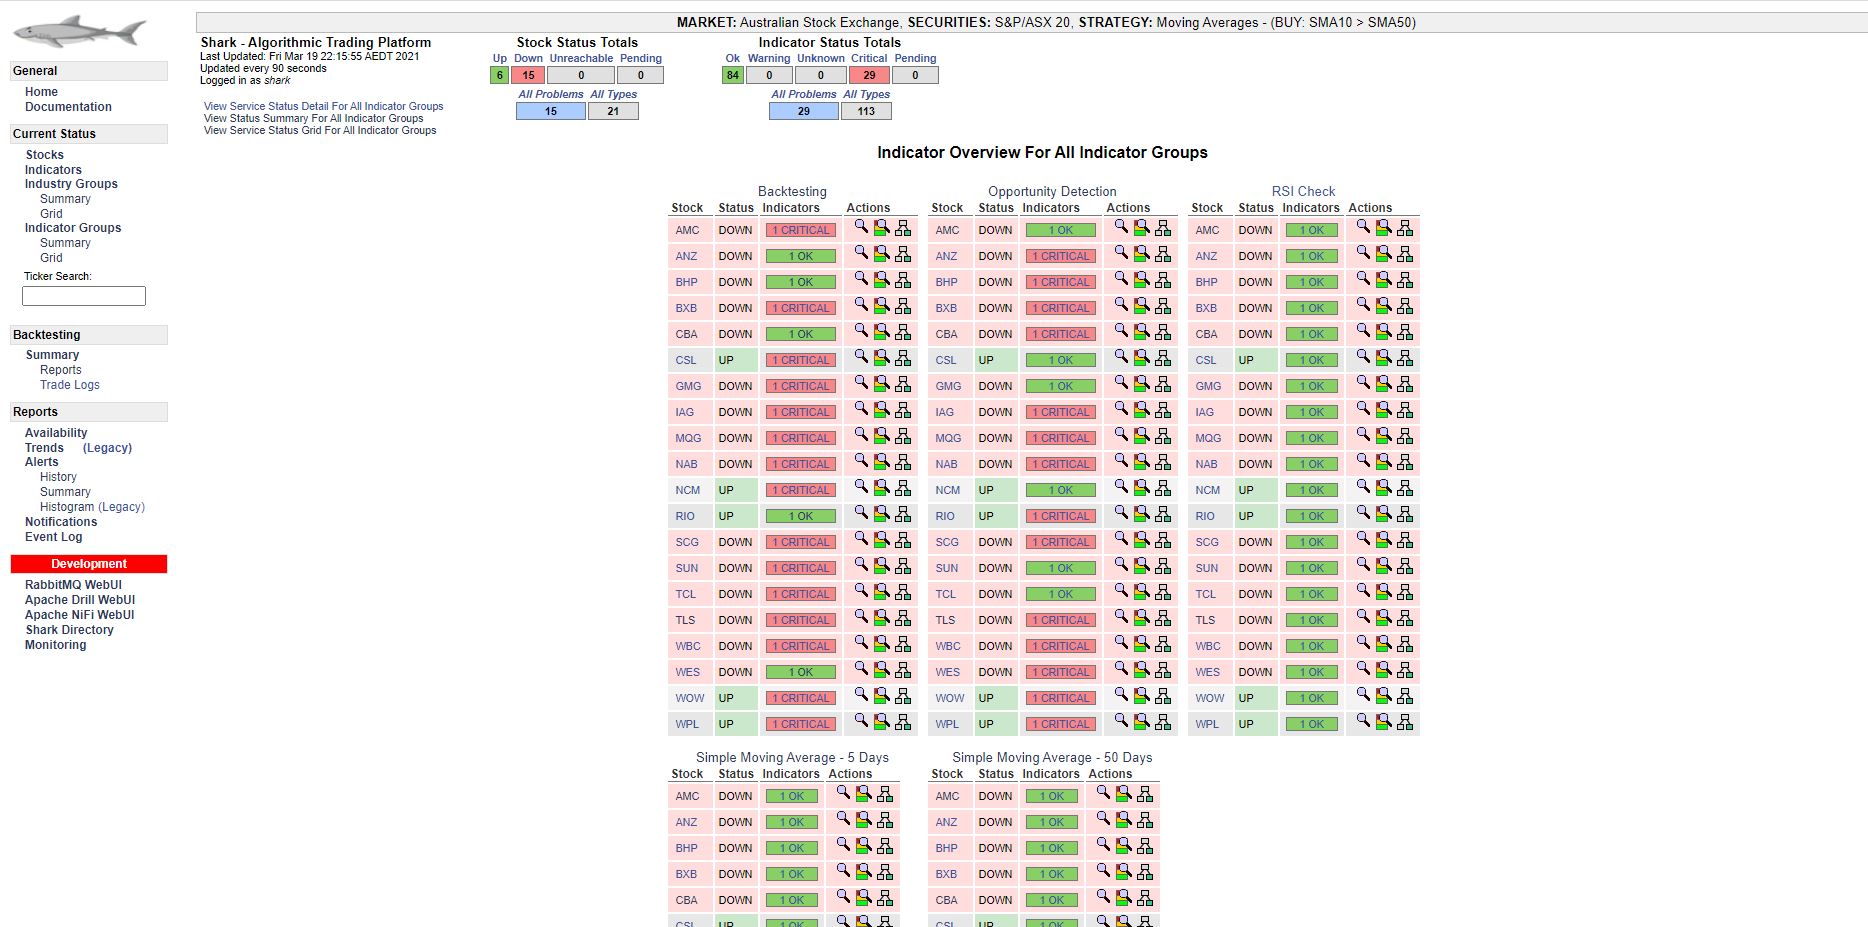 MARKET: Australian Stock Exchange, SECURITIES: S&P/ASX 20, STRATEGY: Moving Averages - (BUY: SMA10 > SMA50)
General
Home
Documentation
Current Status
Stocks
Indicators
Industry Groups
Summary
Grid
Indicator Groups
Summary
Grid
Ticker Search:
Backtesting
Summary
Reports
Trade Logs
Reports
Availability
Trends (Legacy)
Alerts
History
Summary
Histogram (Legacy)
Notifications
Event Log
Development
RabbitMQ WebUI
Apache Drill WebUI
Apache NiFi WebUI
Shark Directory
Monitoring
Shark - Algorithmic Trading Platform
Last Updated: Fri Mar 19 22:15:55 AEDT 2021
Updated every 90 seconds
Logged in as shark
View Service Status Detail For All Indicator Groups
View Status Summary For All Indicator Groups
View Service Status Grid For All Indicator Groups
Stock Status Totals
Up Down Unreachable Pending
6 15 0 0
All Problems All Types
15 21
Indicator Status Totals
Ok Warning Unknown Critical Pending
84 0 0 29 0
All Problems All Types
29 113
Indicator Overview For All Indicator Groups
Backtesting
Stock Status Indicators Actions
AMC DOWN 1 CRITICAL
ANZ DOWN 1 OK
BHP DOWN 1 OK
BXB DOWN 1 CRITICAL
CBA DOWN 1 OK
CSL UP 1 CRITICAL
GMG DOWN 1 CRITICAL
IAG DOWN 1 CRITICAL
MQG DOWN 1 CRITICAL
NAB DOWN 1 CRITICAL
NCM UP 1 CRITICAL
RIO UP 1 OK
SCG DOWN 1 CRITICAL
SUN DOWN 1 CRITICAL
TCL DOWN 1 CRITICAL
TLS DOWN 1 CRITICAL
WBC DOWN 1 CRITICAL
WES DOWN 1 OK
WOW UP 1 CRITICAL
WPL UP 1 CRITICAL
Opportunity Detection
Stock Status Indicators Actions
AMC DOWN 1 OK
ANZ DOWN 1 CRITICAL
BHP DOWN 1 CRITICAL
BXB DOWN 1 CRITICAL
CBA DOWN 1 CRITICAL
CSL UP 1 OK
GMG DOWN 1 OK
IAG DOWN 1 CRITICAL
MQG DOWN 1 CRITICAL
NAB DOWN 1 CRITICAL
NCM UP 1 OK
RIO UP 1 CRITICAL
SCG DOWN 1 CRITICAL
SUN DOWN 1 OK
TCL DOWN 1 OK
TLS DOWN 1 CRITICAL
WBC DOWN 1 CRITICAL
WES DOWN 1 CRITICAL
WOW UP 1 CRITICAL
WPL UP 1 CRITICAL
RSI Check
Stock Status Indicators Actions
AMC DOWN 1 OK
ANZ DOWN 1 OK
BHP DOWN 1 OK
BXB DOWN 1 OK
CBA DOWN 1 OK
CSL UP 1 OK
GMG DOWN 1 OK
IAG DOWN 1 OK
MQG DOWN 1 OK
NAB DOWN 1 OK
NCM UP 1 OK
RIO UP 1 OK
SCG DOWN 1 OK
SUN DOWN 1 OK
TCL DOWN 1 OK
TLS DOWN 1 OK
WBC DOWN 1 OK
WES DOWN 1 OK
WOW UP 1 OK
WPL UP 1 OK
Simple Moving Average - 5 Days
Stock Status Indicators Actions
AMC DOWN 1 OK
ANZ DOWN 1 OK
BHP DOWN 1 OK
BXB DOWN 1 OK
CBA DOWN 1 OK
CSL UP 1 OK
Simple Moving Average - 50 Days
Stock Status Indicators Actions
AMC DOWN 1 OK
ANZ DOWN 1 OK
BHP DOWN 1 OK
BXB DOWN 1 OK
CBA DOWN 1 OK
CSL UP 1 OK